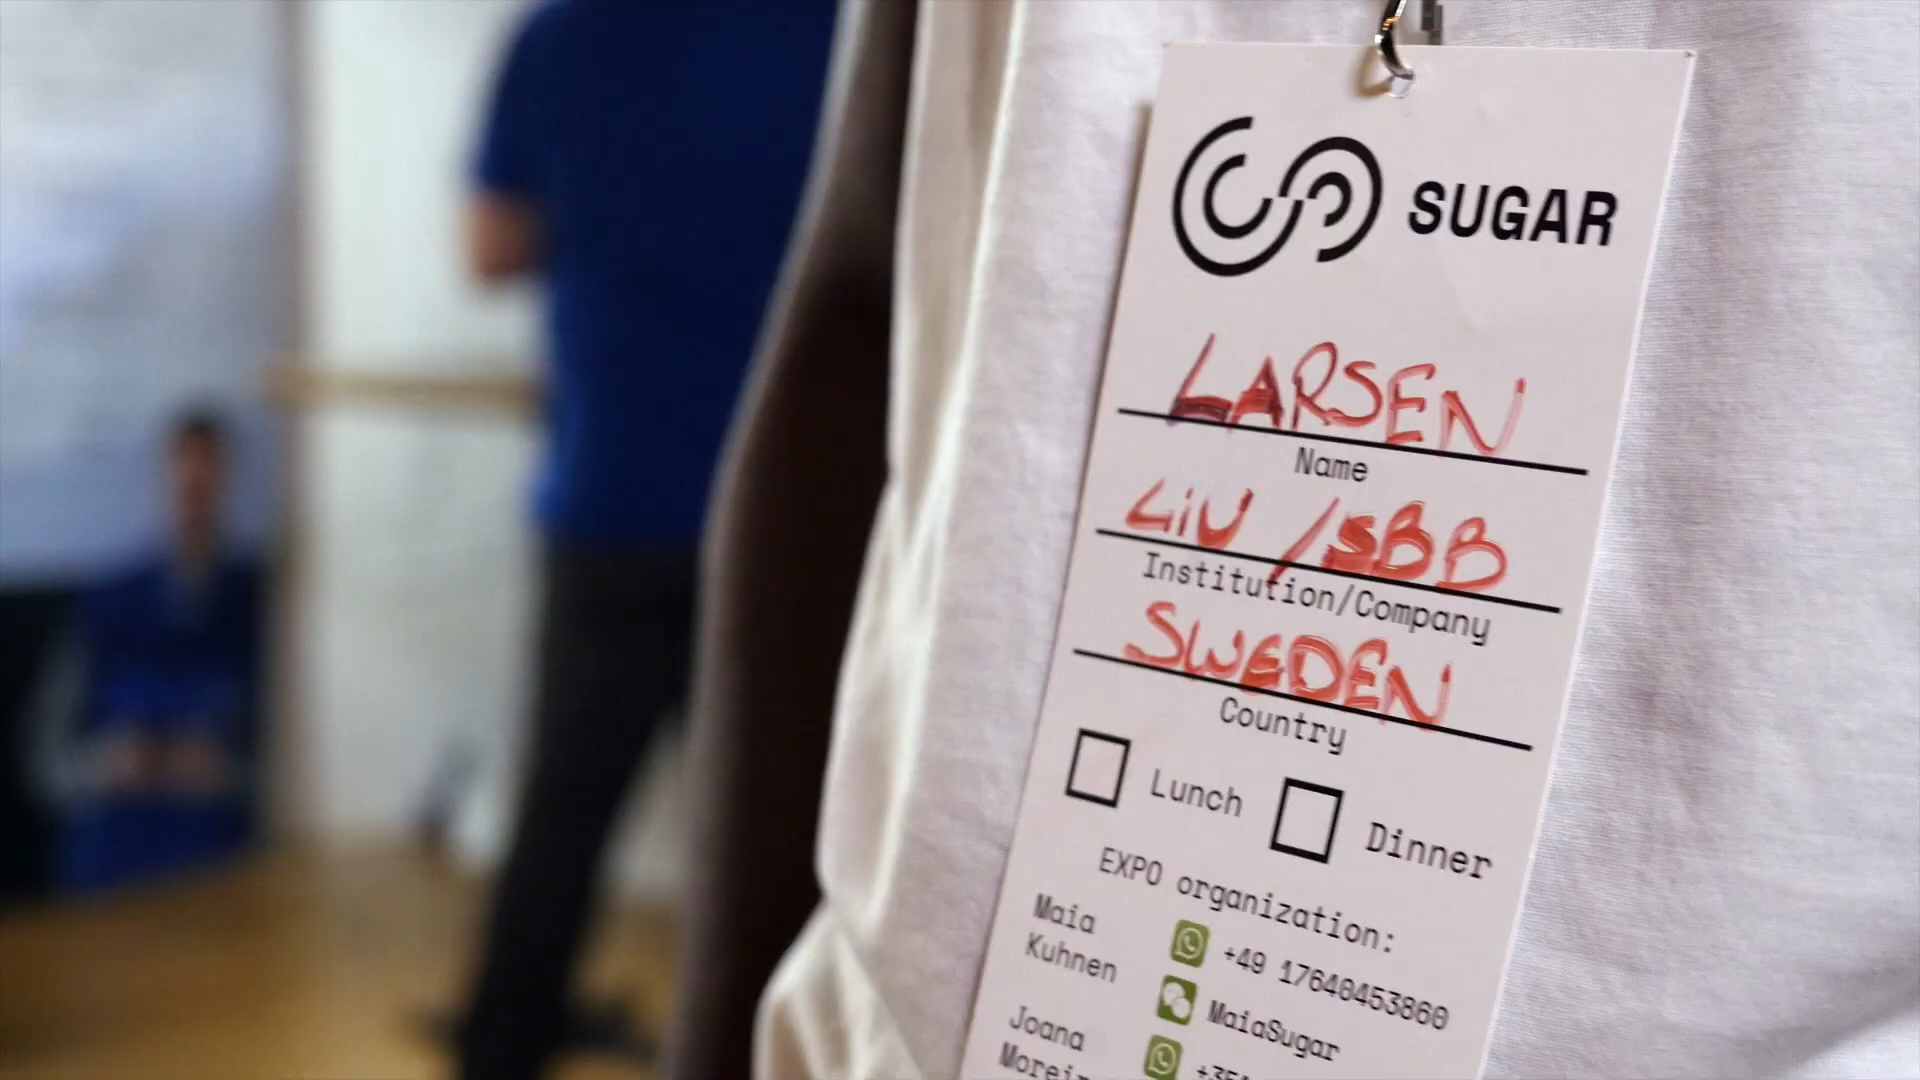 SUGAR
LARSEN
Name
LiU /SBB
Institution/Company
SWEDEN
Country
Lunch Dinner
EXPO organization:
Maia
Kuhnen
+49 17640453860
MaiaSugar
Joana